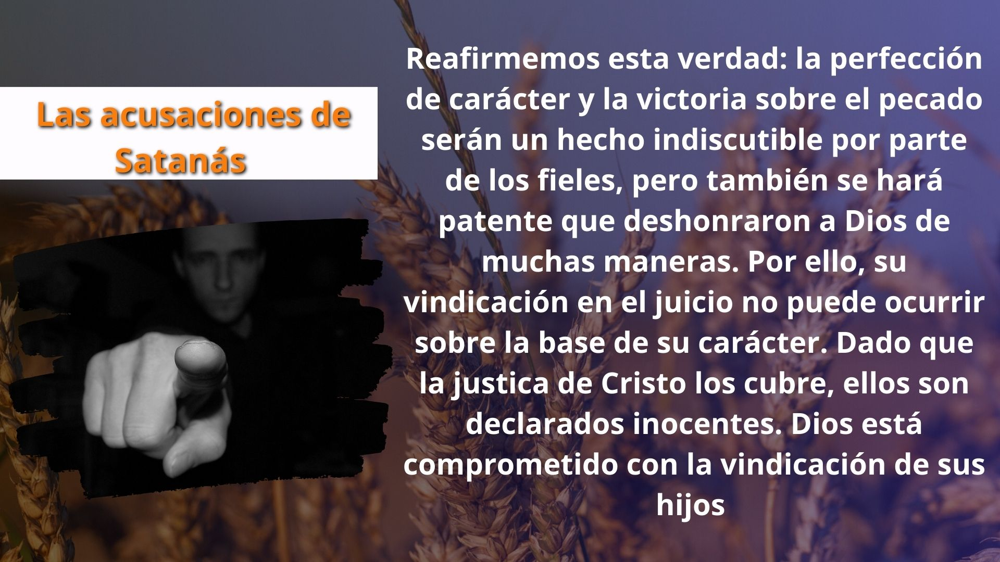 Las acusaciones de
Satanás
Reafirmemos esta verdad: la perfección
de carácter y la victoria sobre el pecado
serán un hecho indiscutible por parte
de los fieles, pero también se hará
patente que deshonraron a Dios de
muchas maneras. Por ello, su
vindicación en el juicio no puede ocurrir
sobre la base de su carácter. Dado que
la justica de Cristo los cubre, ellos son
declarados inocentes. Dios está
comprometido con la vindicación de sus
hijos